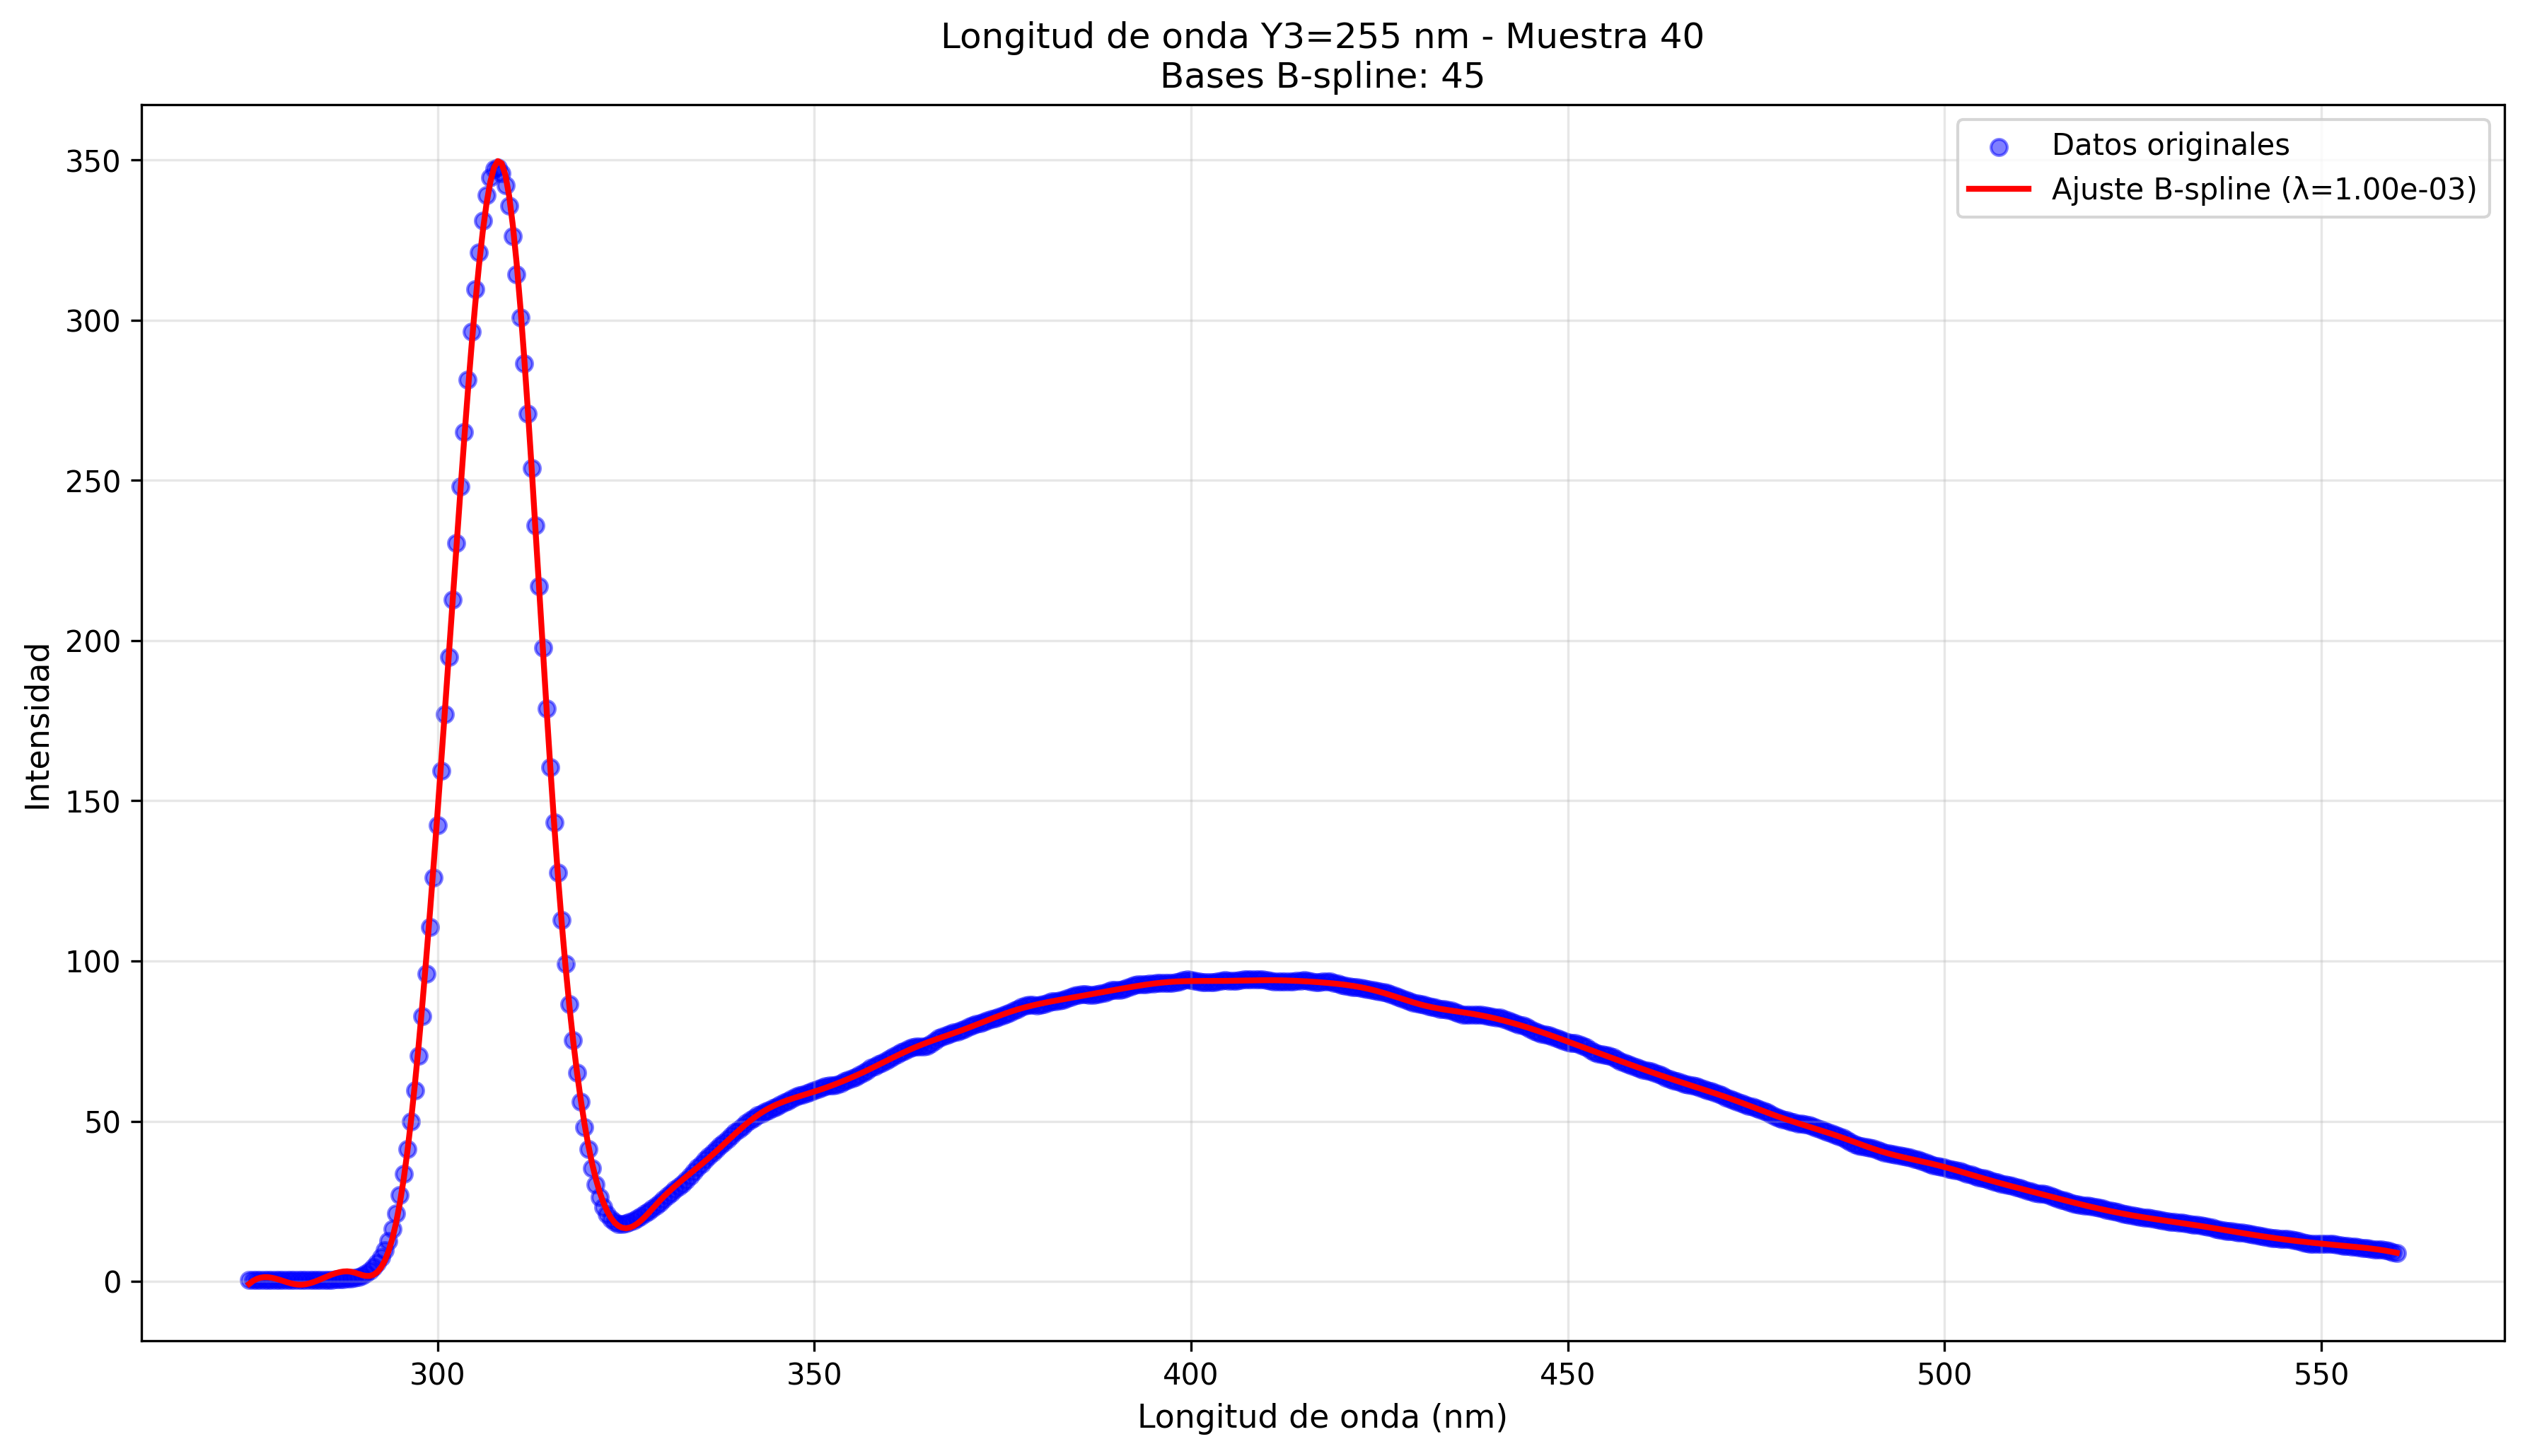 Longitud de onda Y3=255 nm - Muestra 40
Bases B-spline: 45
Datos originales
Ajuste B-spline (λ=1.00e-03)
Intensidad
350
300
250
200
150
100
50
0
300 350 400 450 500 550
Longitud de onda (nm)